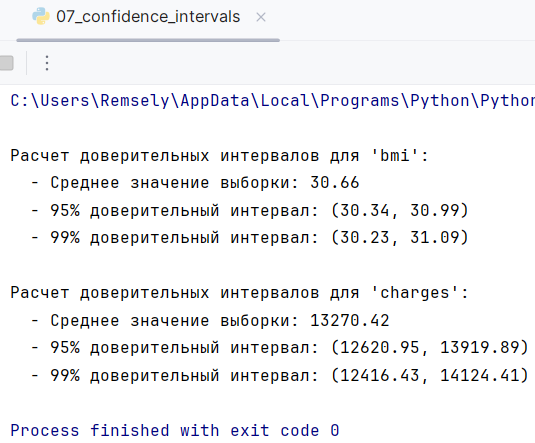 07_confidence_intervals
C:\Users\Remsely\AppData\Local\Programs\Python\Python
Расчет доверительных интервалов для 'bmi':
- Среднее значение выборки: 30.66
- 95% доверительный интервал: (30.34, 30.99)
- 99% доверительный интервал: (30.23, 31.09)
Расчет доверительных интервалов для 'charges':
- Среднее значение выборки: 13270.42
- 95% доверительный интервал: (12620.95, 13919.89)
- 99% доверительный интервал: (12416.43, 14124.41)
Process finished with exit code 0